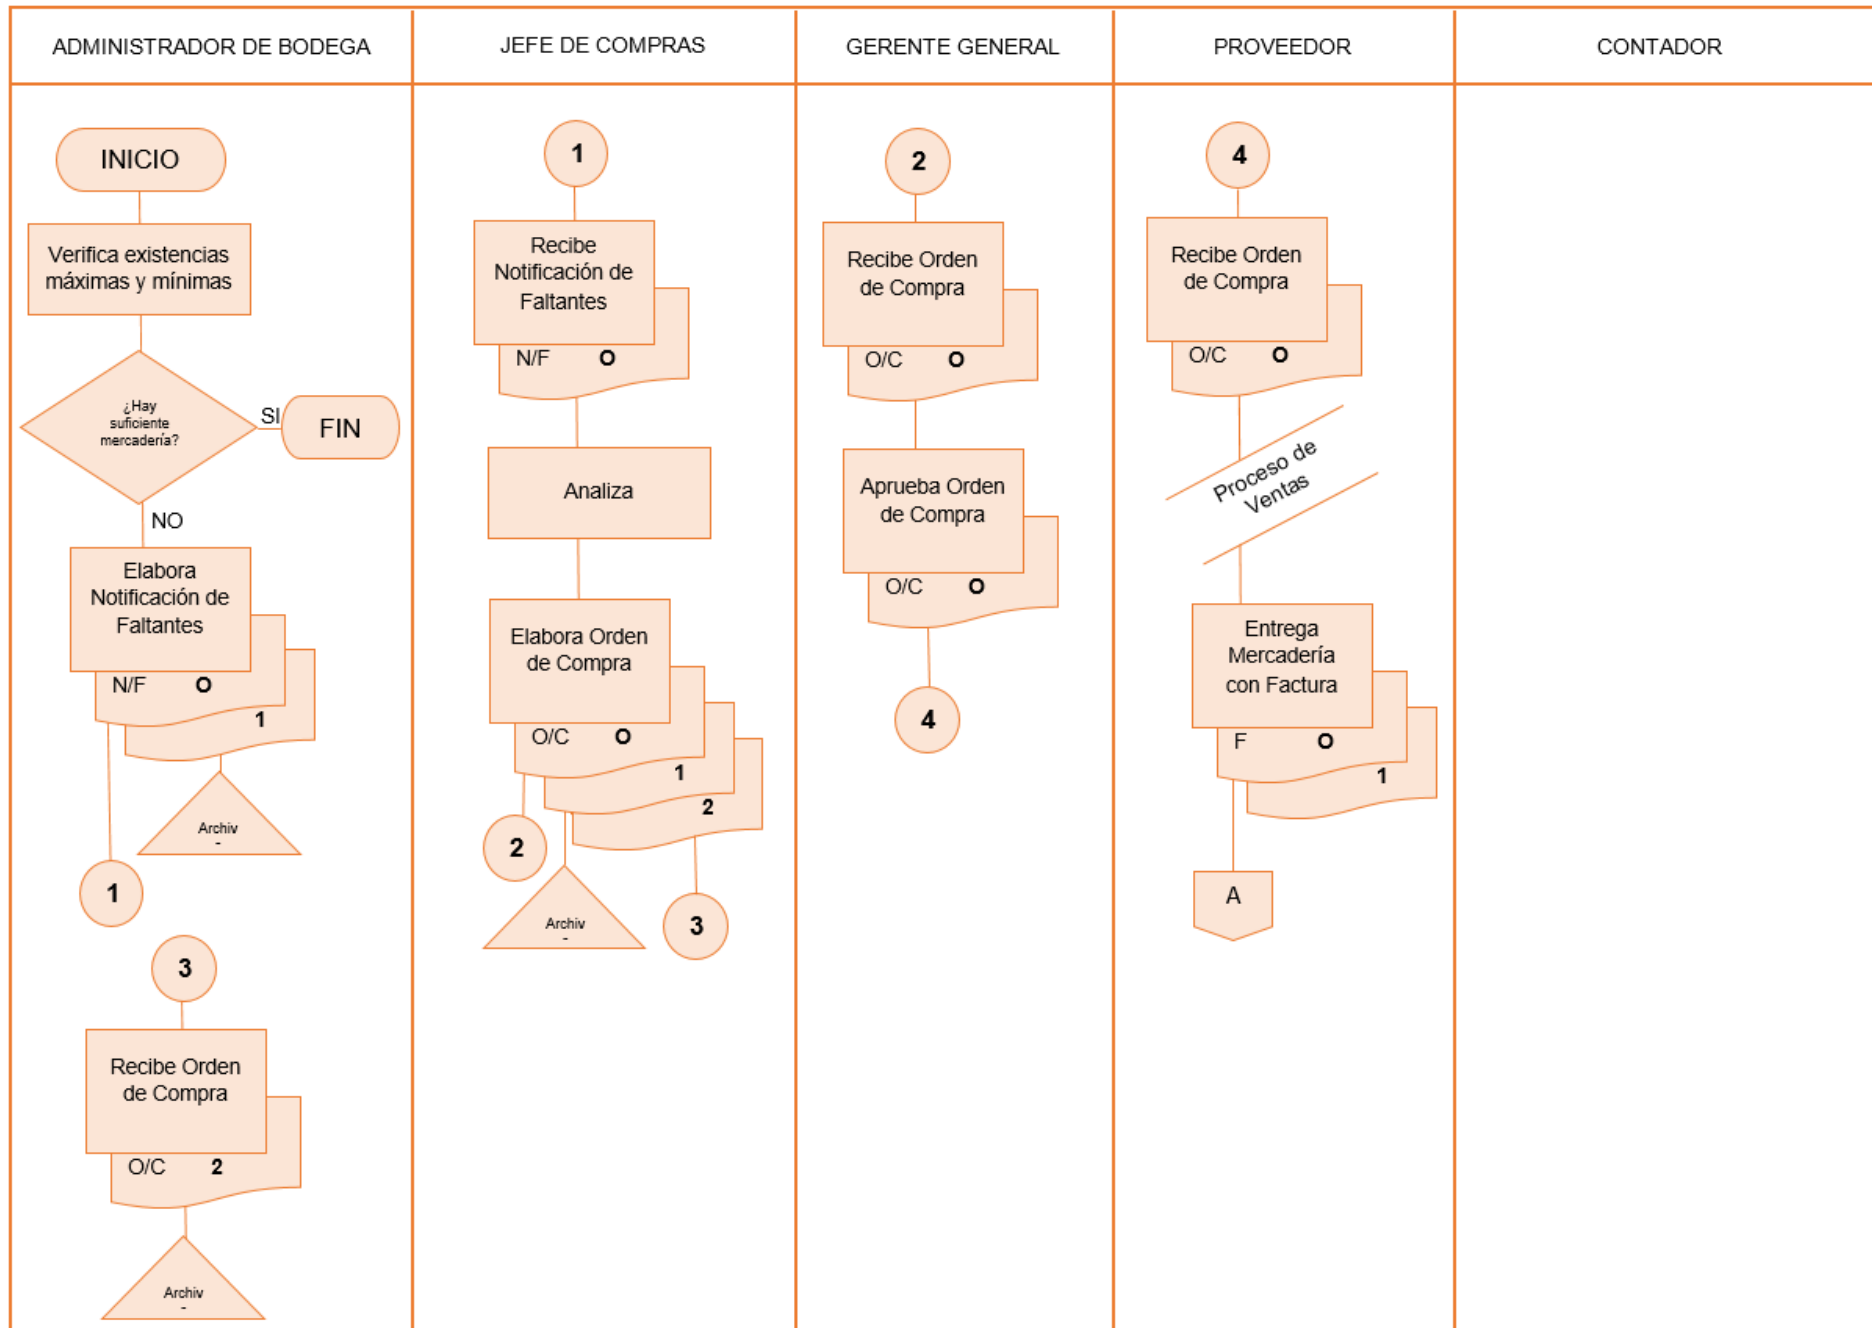 ADMINISTRADOR DE BODEGA
JEFE DE COMPRAS
GERENTE GENERAL
PROVEEDOR
CONTADOR
INICIO
Verifica existencias
máximas y mínimas
¿Hay
suficiente
mercadería?
SI
FIN
NO
Elabora
Notificación de
Faltantes
N/F O
1
Archiv
-
1
3
Recibe Orden
de Compra
O/C 2
Archiv
-
1
Recibe
Notificación de
Faltantes
N/F O
Analiza
Elabora Orden
de Compra
O/C O
1
2
2
Archiv
-
3
2
Recibe Orden
de Compra
O/C O
Aprueba Orden
de Compra
O/C O
4
4
Recibe Orden
de Compra
O/C O
Proceso de
Ventas
Entrega
Mercadería
con Factura
F O
1
A